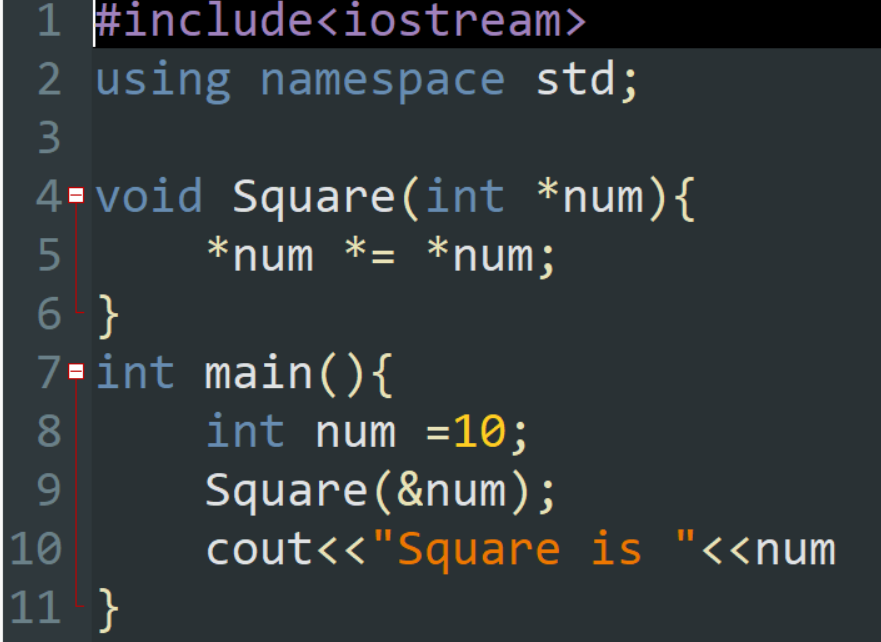 1 #include<iostream>
2 using namespace std;
3
4 void Square(int *num){
5 *num *= *num;
6 }
7 int main(){
8 int num =10;
9 Square(&num);
10 cout<<"Square is "<<num
11 }